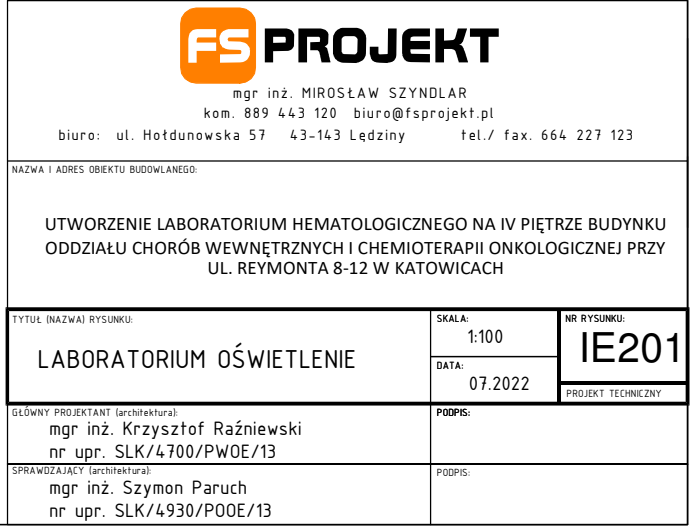 FS PROJEKT
mgr inż. MIROSŁAW SZYNDLAR
kom. 889 443 120 biuro@fsprojekt.pl
biuro: ul. Hołdunowska 57 43-143 Lędziny tel./ fax. 664 227 123
NAZWA I ADRES OBIEKTU BUDOWLANEGO:
UTWORZENIE LABORATORIUM HEMATOLOGICZNEGO NA IV PIĘTRZE BUDYNKU
ODDZIAŁU CHORÓB WEWNĘTRZNYCH I CHEMIOTERAPII ONKOLOGICZNEJ PRZY
UL. REYMONTA 8-12 W KATOWICACH
TYTUŁ (NAZWA) RYSUNKU:
LABORATORIUM OŚWIETLENIE
SKALA:
1:100
DATA:
07.2022
NR RYSUNKU:
IE201
PROJEKT TECHNICZNY
GŁÓWNY PROJEKTANT (architektura):
mgr inż. Krzysztof Raźniewski
nr upr. SLK/4700/PWOE/13
PODPIS:
SPRAWDZAJĄCY (architektura):
mgr inż. Szymon Paruch
nr upr. SLK/4930/POOE/13
PODPIS: